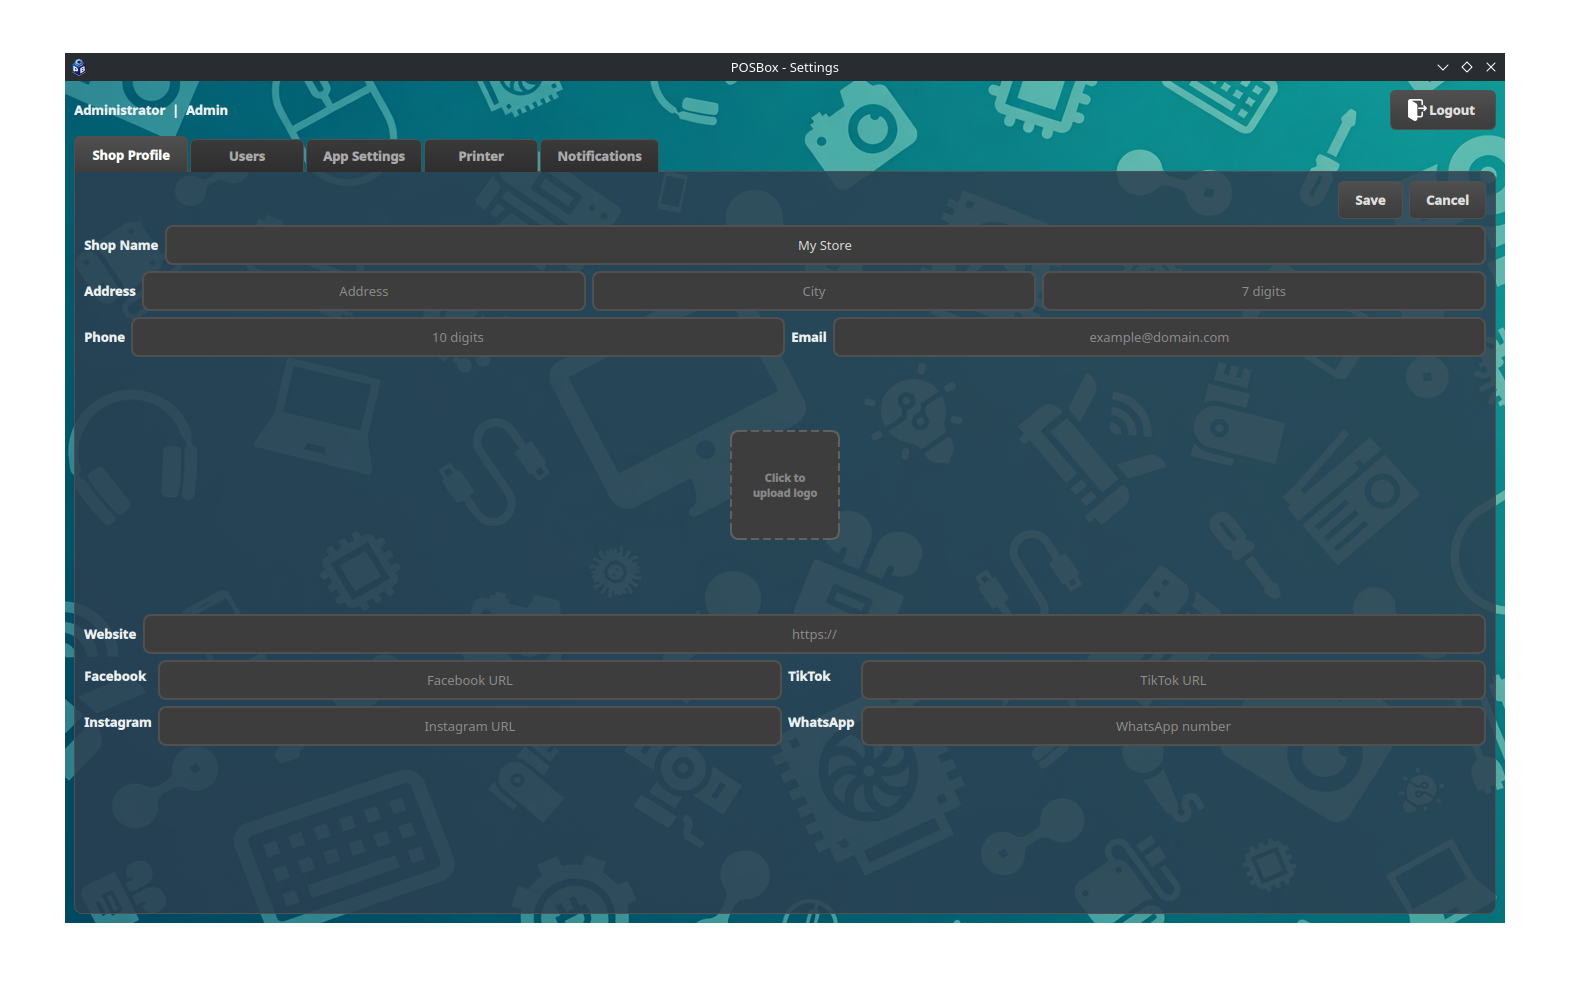 POSBox - Settings
Administrator | Admin
Logout
Shop Profile Users App Settings Printer Notifications
Save Cancel
Shop Name My Store
Address Address City 7 digits
Phone 10 digits Email example@domain.com
Click to
upload logo
Website https://
Facebook Facebook URL TikTok TikTok URL
Instagram Instagram URL WhatsApp WhatsApp number